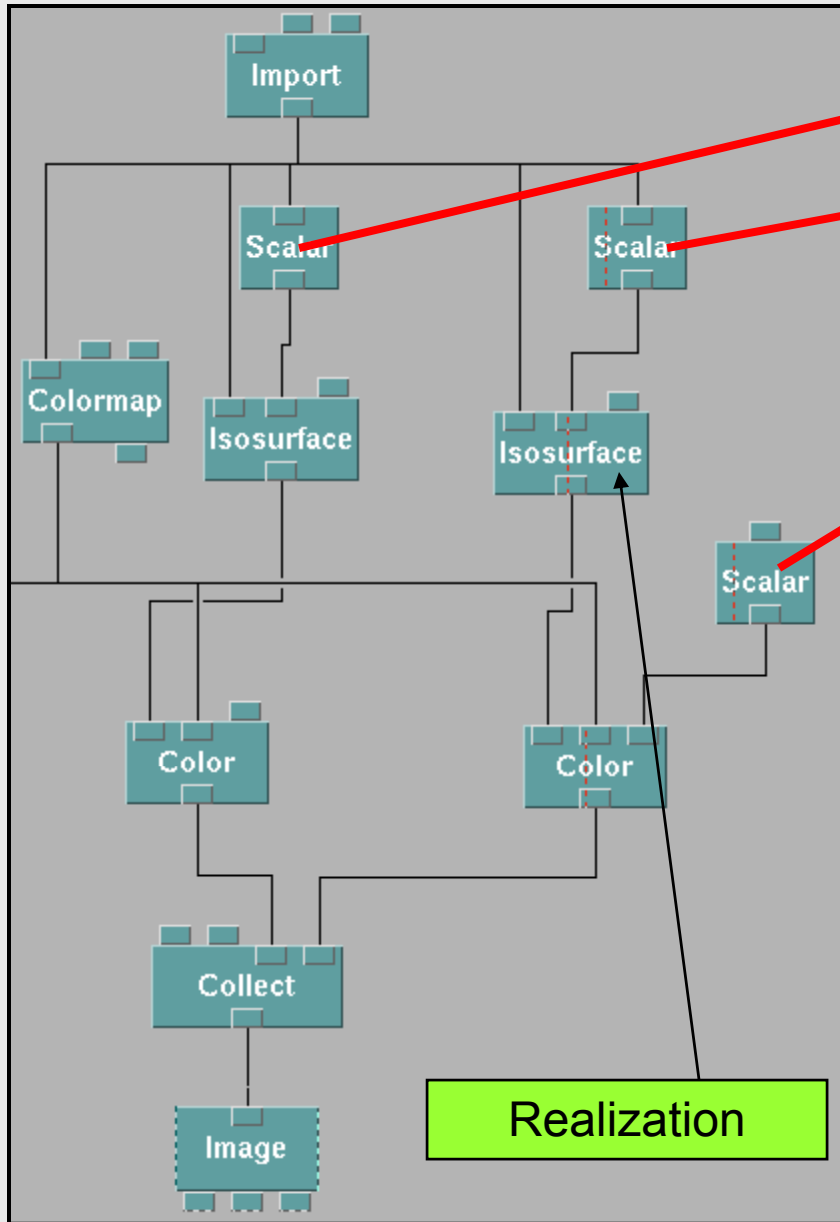 Import
Scalar
Scalar
Colormap
Isosurface
Isosurface
Scalar
Color
Color
Collect
Image
Realization